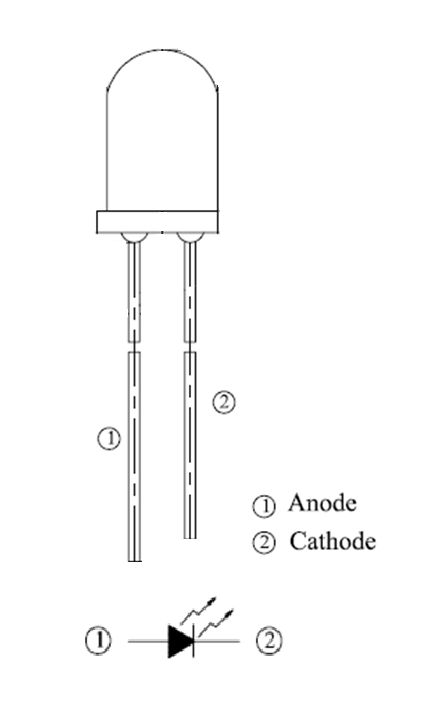 ②
①
① Anode
② Cathode
① ②